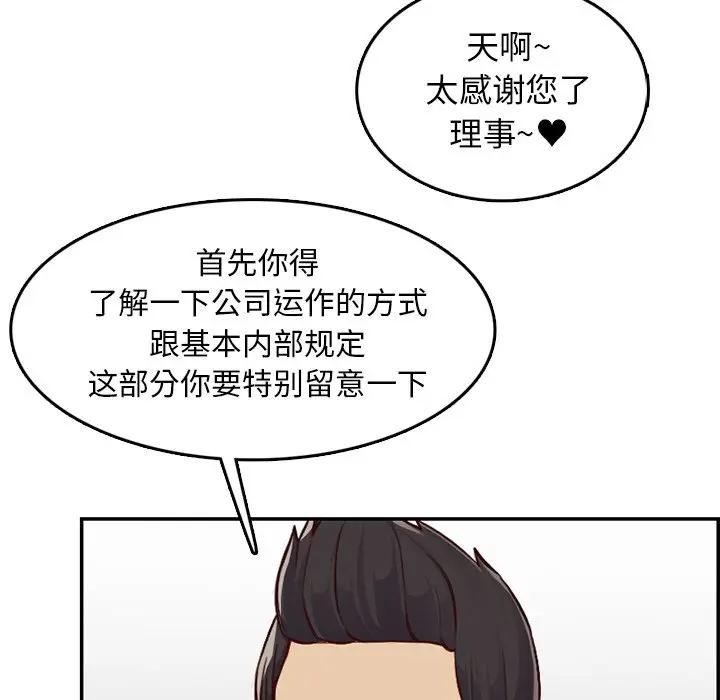 天啊~
太感谢您了
理事~♥
首先你得
了解一下公司运作的方式
跟基本内部规定
这部分你要特别留意一下